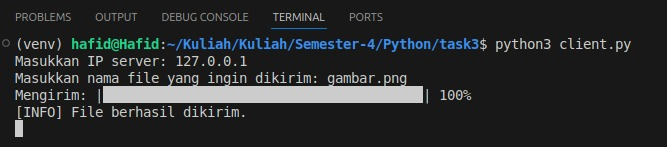 PROBLEMS OUTPUT DEBUG CONSOLE TERMINAL PORTS
(venv) hafid@Hafid:~/Kuliah/Kuliah/Semester-4/Python/task3$ python3 client.py
Masukkan IP server: 127.0.0.1
Masukkan nama file yang ingin dikirim: gambar.png
Mengirim: |████████████████████████████████████████| 100%
[INFO] File berhasil dikirim.